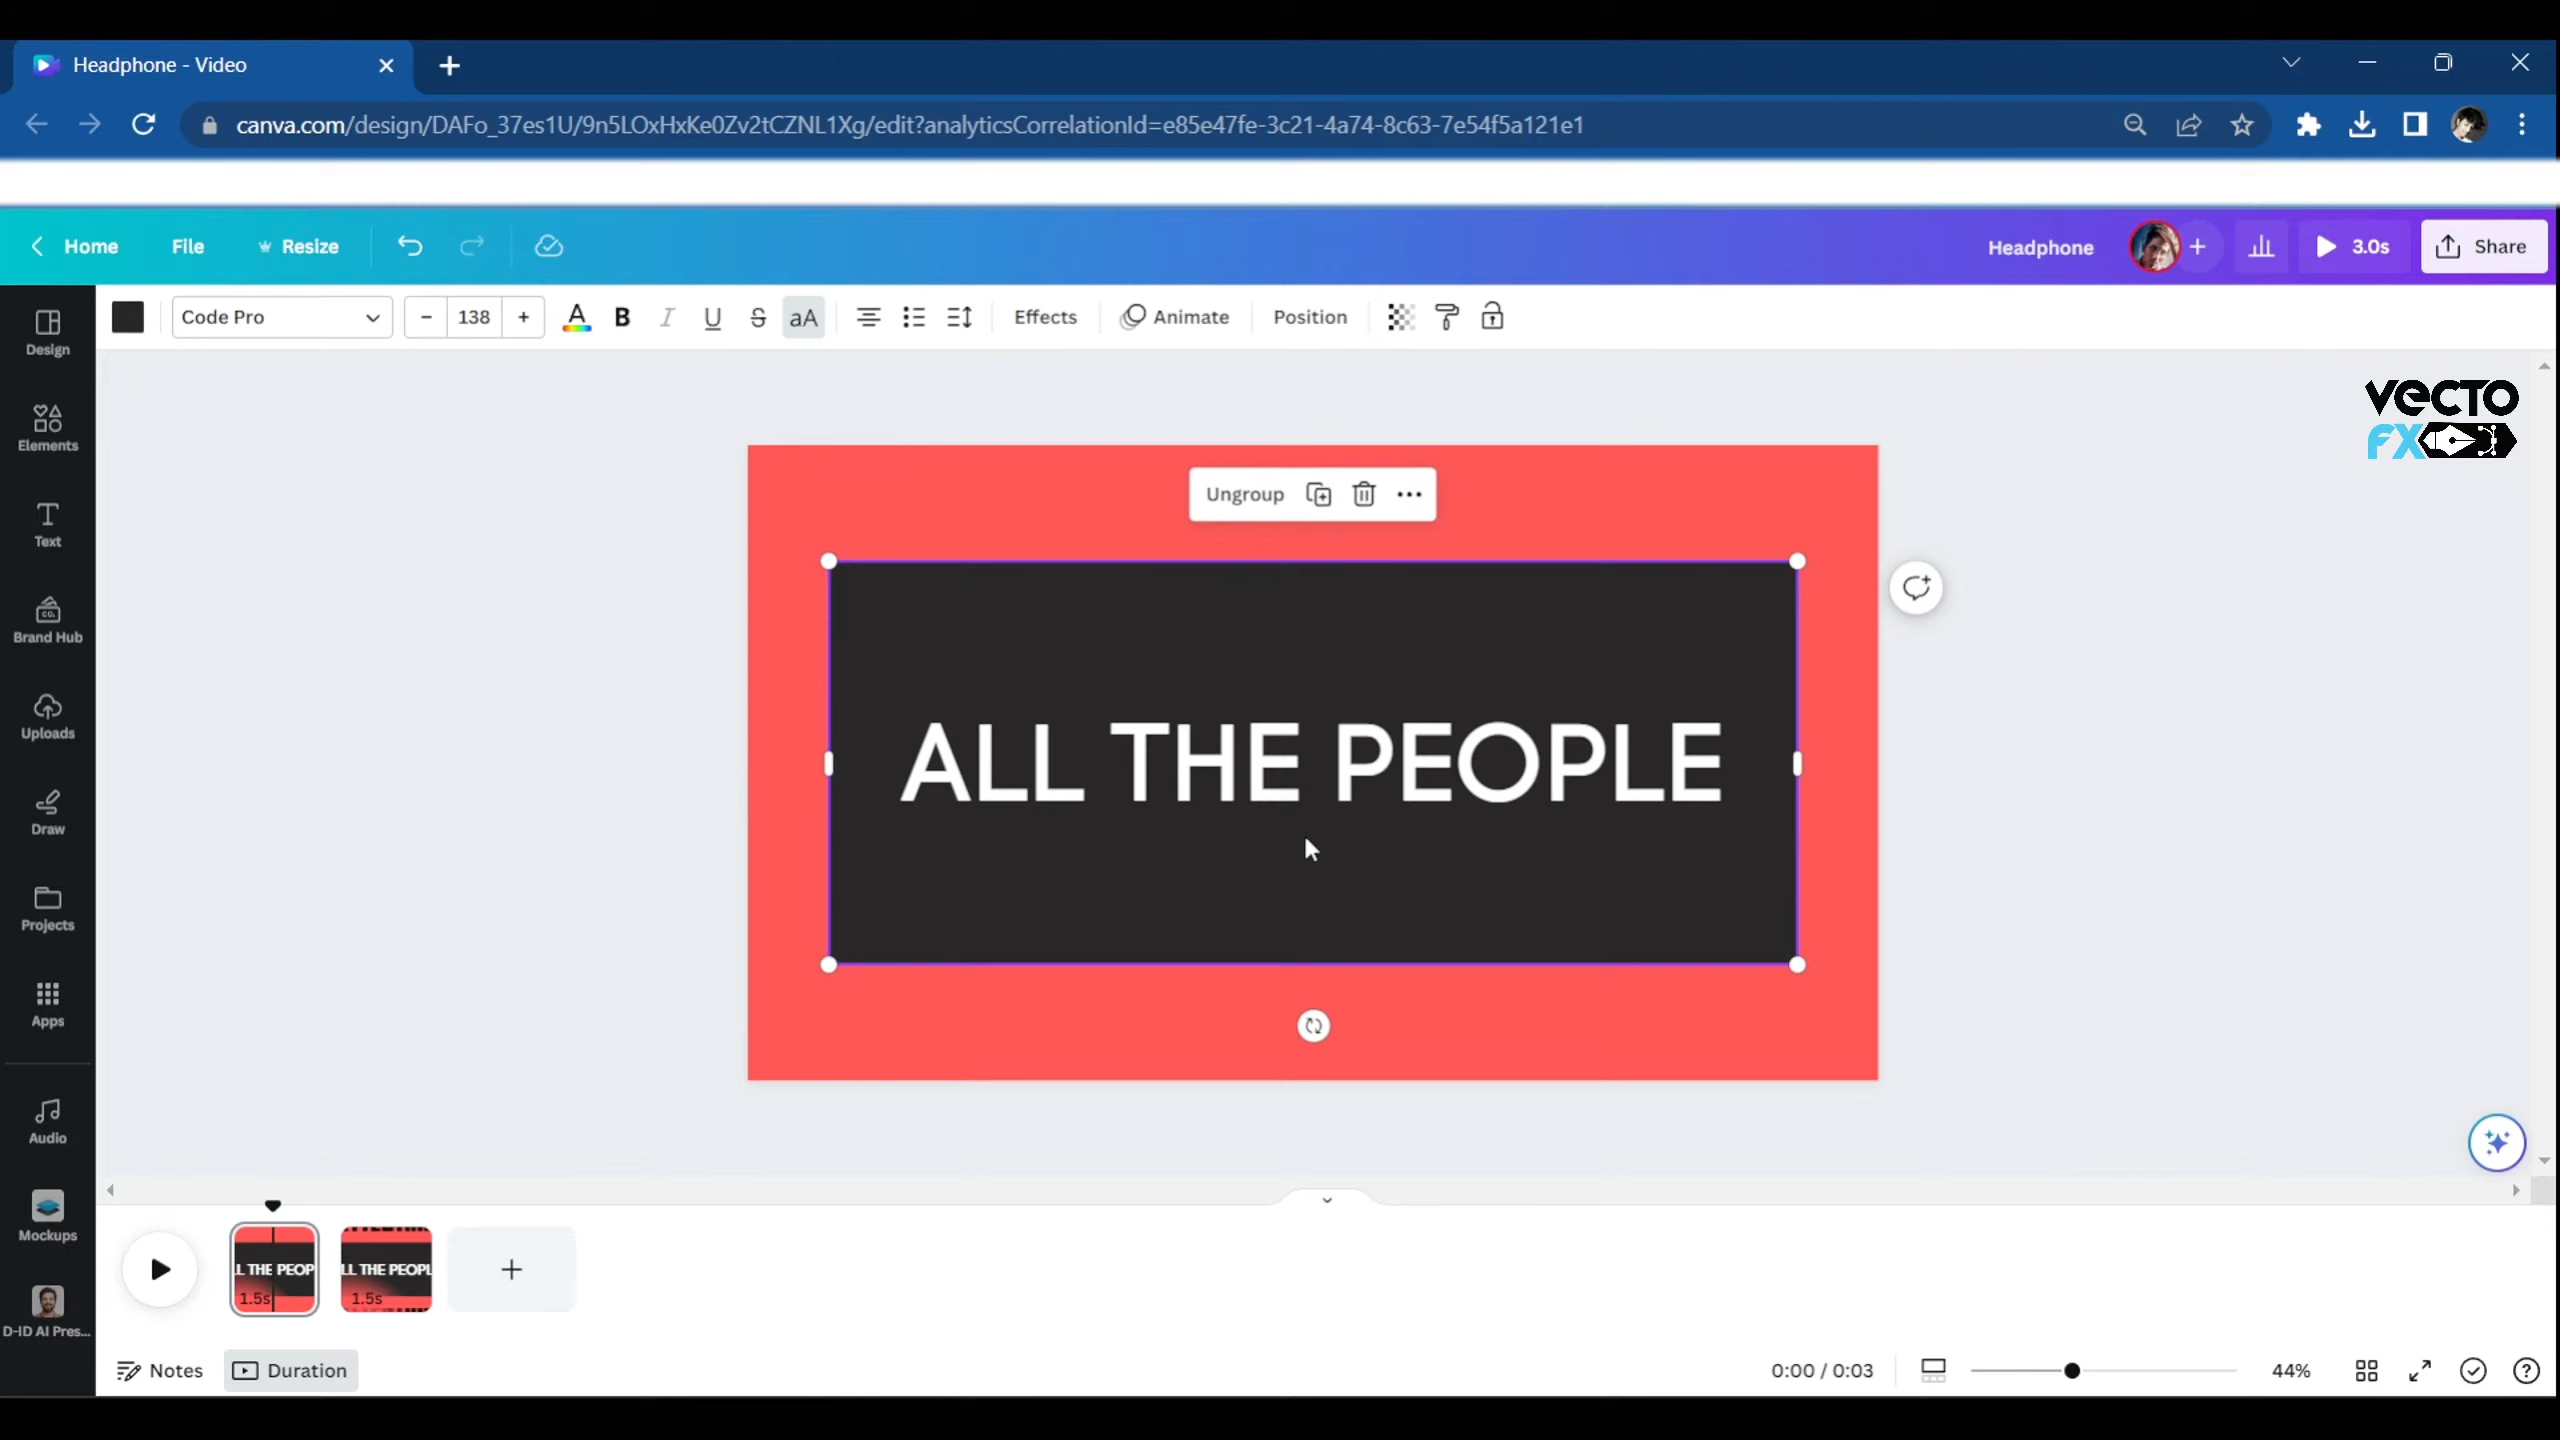 Headphone - Video
canva.com/design/DAFo_37es1U/9n5LOxHxKe0Zv2tCZNL1Xg/edit?analyticsCorrelationId=e85e47fe-3c21-4a74-8c63-7e54f5a121e1
Home File Resize Headphone 3.0s Share
Code Pro 138 A B I U S aA Effects Animate Position
Design
Elements
Text
Brand Hub
Uploads
Draw
Projects
Apps
Audio
Mockups
D-ID AI Pres...
VECTO
FX
Ungroup
ALL THE PEOPLE
L THE PEOP
1.5s
LL THE PEOPL
1.5s
Notes Duration 0:00 / 0:03 44%